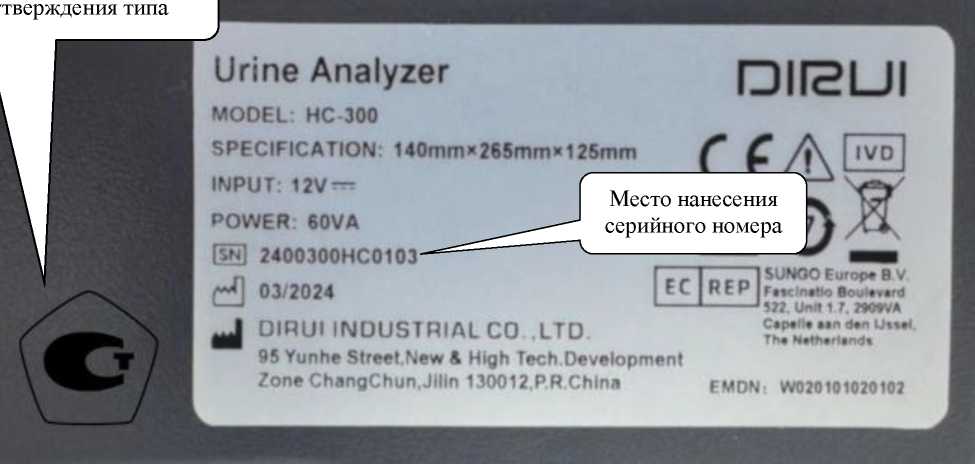 утверждения типа
Urine Analyzer
DIRUI
MODEL: HC-300
SPECIFICATION: 140mm×265mm×125mm
CE IVD
INPUT: 12V
Место нанесения
серийного номера
POWER: 60VA
SN 2400300HC0103
03/2024
EC REP
SUNGO Europe B.V.
Fascinatio Boulevard
522, Unit 1.7, 2909VA
Capelle aan den IJssel,
The Netherlands
DIRUI INDUSTRIAL CO.,LTD.
95 Yunhe Street,New & High Tech.Development
Zone ChangChun,Jilin 130012,P.R.China
EMDN: W020101020102